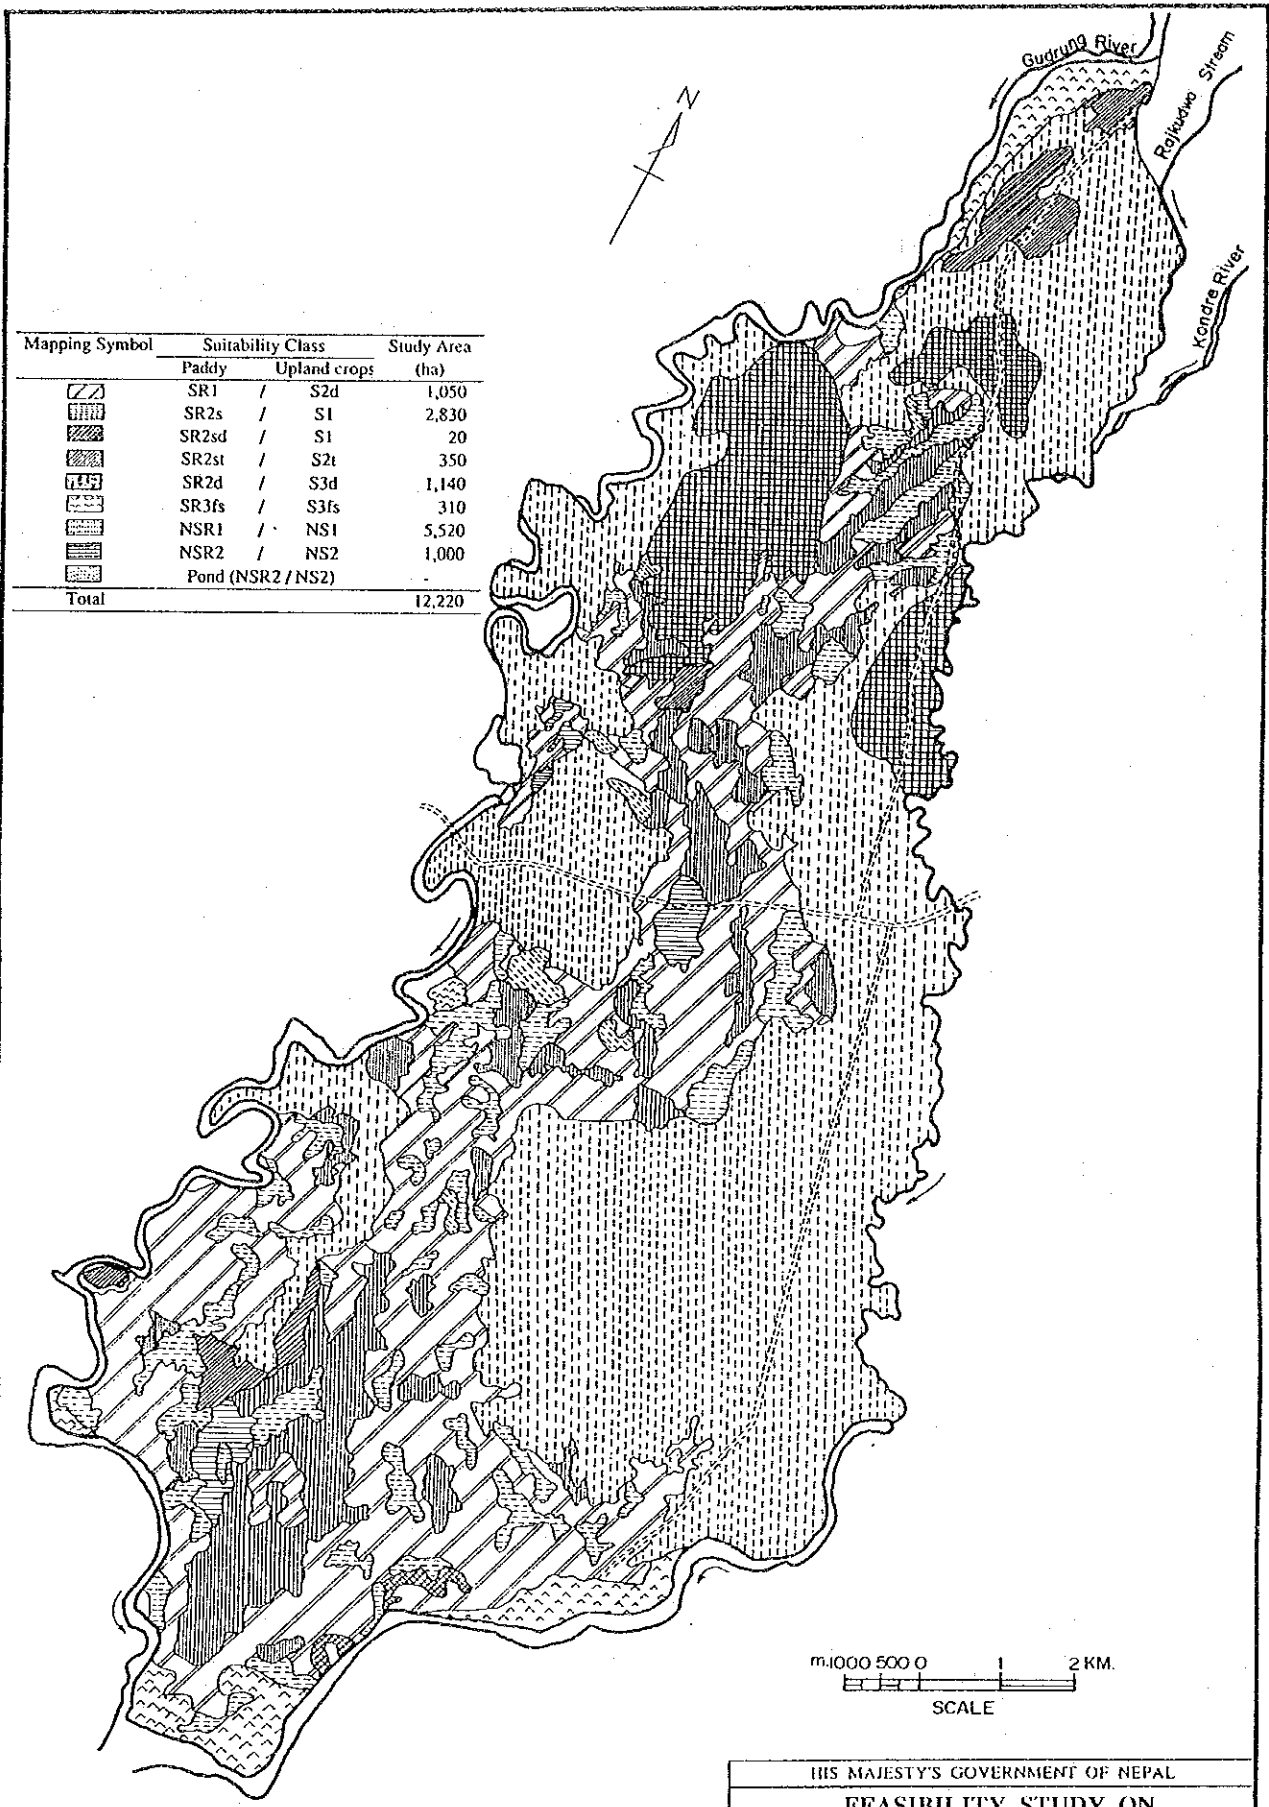 Gudrung River
Rajkudwo Stream
N
Kondre River
Mapping Symbol Suitability Class Study Area
Paddy Upland crops (ha)
SR1 / S2d 1,050
SR2s / S1 2,830
SR2sd / S1 20
SR2st / S2t 350
SR2d / S3d 1,140
SR3fs / S3fs 310
NSR1 / NS1 5,520
NSR2 / NS2 1,000
Pond (NSR2 / NS2) -
Total 12,220
m.1000 500 0 1 2 KM.
SCALE
HIS MAJESTY'S GOVERNMENT OF NEPAL
FEASIBILITY STUDY ON